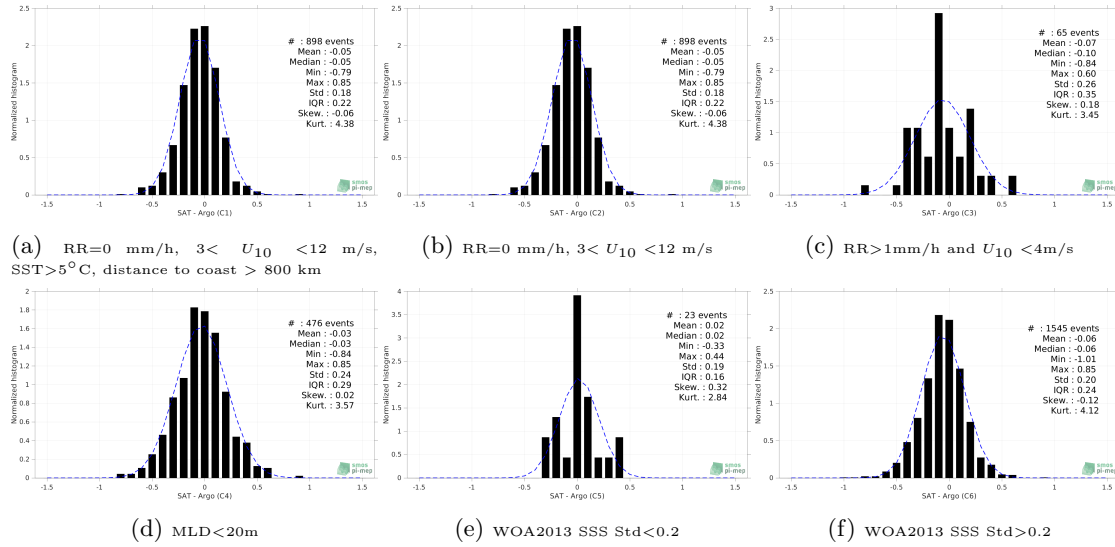 3
2.5
2.5
2
1.5
1
0.5
0
Normalized histogram
# : 898 events
Mean : -0.05
Median : -0.05
Min : -0.79
Max : 0.85
Std : 0.18
IQR : 0.22
Skew. : -0.06
Kurt. : 4.38
smos
pi-mep
-1.5 -1 -0.5 0 0.5 1 1.5
SAT - Argo (C1)
2.5
2
1.5
1
0.5
0
Normalized histogram
# : 898 events
Mean : -0.05
Median : -0.05
Min : -0.79
Max : 0.85
Std : 0.18
IQR : 0.22
Skew. : -0.06
Kurt. : 4.38
smos
pi-mep
-1.5 -1 -0.5 0 0.5 1 1.5
SAT - Argo (C2)
2
1.5
1
0.5
0
Normalized histogram
# : 65 events
Mean : -0.07
Median : -0.10
Min : -0.84
Max : 0.60
Std : 0.26
IQR : 0.35
Skew. : 0.18
Kurt. : 3.45
smos
pi-mep
-1.5 -1 -0.5 0 0.5 1 1.5
SAT - Argo (C3)
(a) RR=0 mm/h, 3< U10 <12 m/s,
SST>5°C, distance to coast > 800 km
(b) RR=0 mm/h, 3< U10 <12 m/s
(c) RR>1mm/h and U10 <4m/s
2
1.8
1.6
1.4
1.2
1
0.8
0.6
0.4
0.2
0
Normalized histogram
# : 476 events
Mean : -0.03
Median : -0.03
Min : -0.84
Max : 0.85
Std : 0.24
IQR : 0.29
Skew. : 0.02
Kurt. : 3.57
smos
pi-mep
-1.5 -1 -0.5 0 0.5 1 1.5
SAT - Argo (C4)
4
3.5
3
2.5
2
1.5
1
0.5
0
Normalized histogram
# : 23 events
Mean : 0.02
Median : 0.02
Min : -0.33
Max : 0.44
Std : 0.19
IQR : 0.16
Skew. : 0.32
Kurt. : 2.84
smos
pi-mep
-1.5 -1 -0.5 0 0.5 1 1.5
SAT - Argo (C5)
2.5
2
1.5
1
0.5
0
Normalized histogram
# : 1545 events
Mean : -0.06
Median : -0.06
Min : -1.01
Max : 0.85
Std : 0.20
IQR : 0.24
Skew. : -0.12
Kurt. : 4.12
smos
pi-mep
-1.5 -1 -0.5 0 0.5 1 1.5
SAT - Argo (C6)
(d) MLD<20m
(e) WOA2013 SSS Std<0.2
(f) WOA2013 SSS Std>0.2